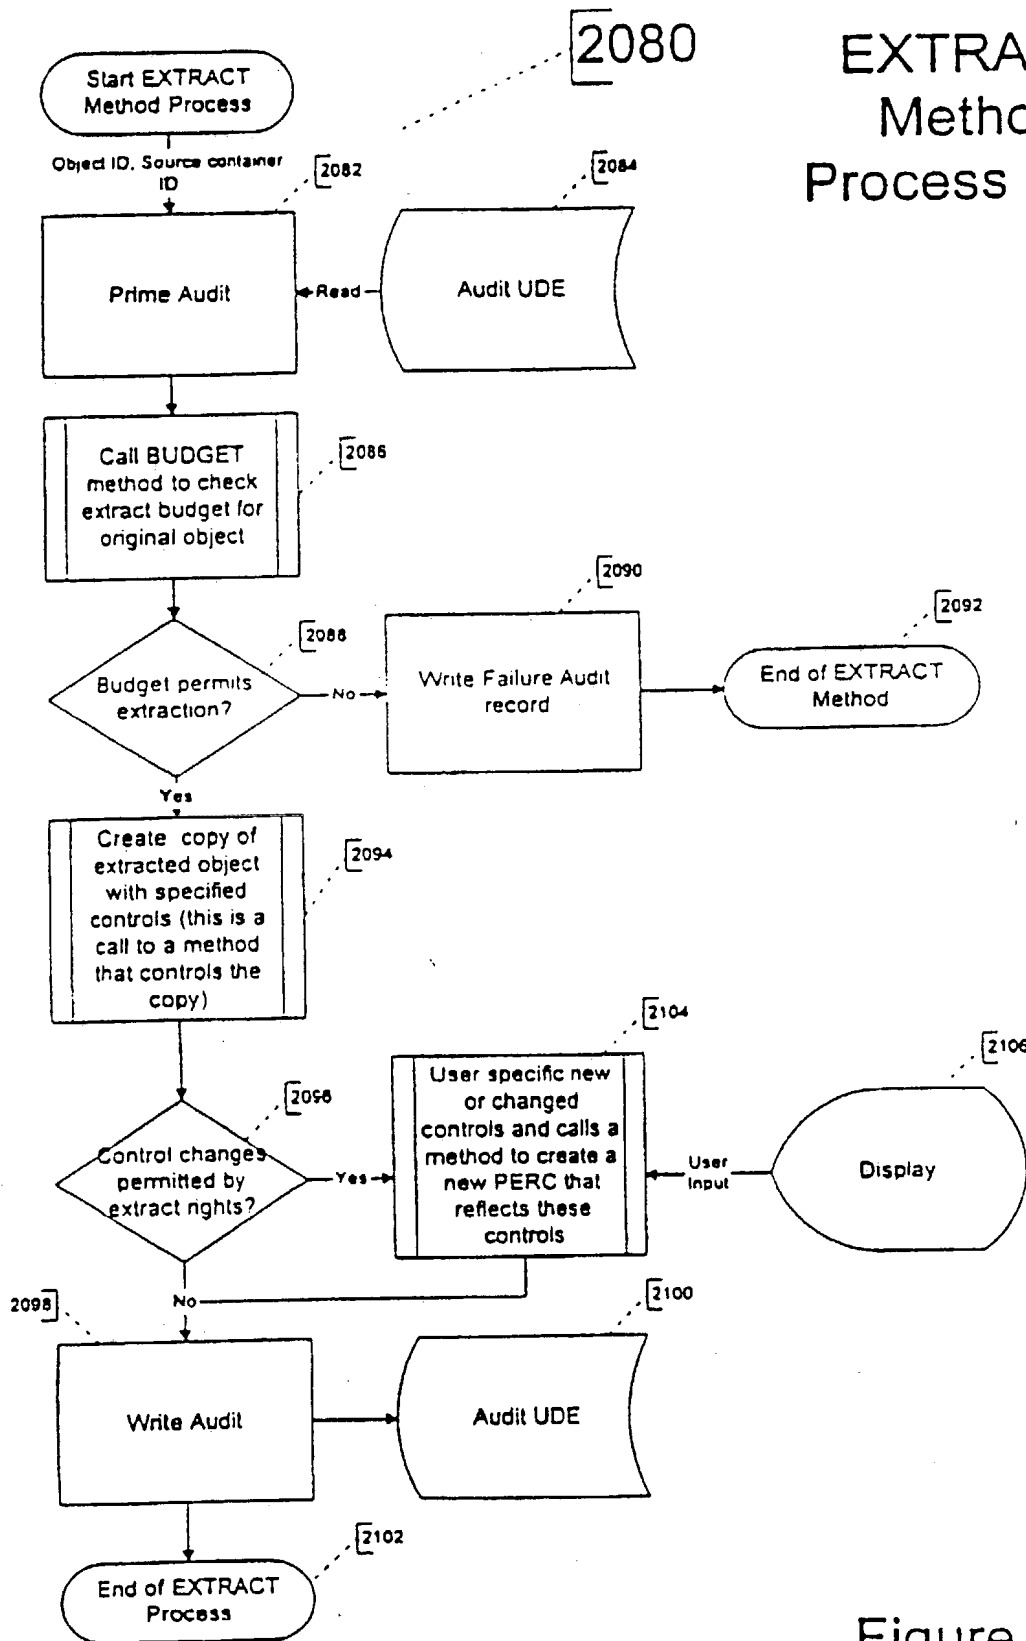 2080
EXTRA
Metho
Process
Start EXTRACT
Method Process
Object ID, Source container
ID
2082
2084
Prime Audit
Read
Audit UDE
Call BUDGET
method to check
extract budget for
original object
2086
2088
Budget permits
extraction?
No
2090
Write Failure Audit
record
2092
End of EXTRACT
Method
Yes
Create copy of
extracted object
with specified
controls (this is a
call to a method
that controls the
copy)
2094
2096
Control changes
permitted by
extract rights?
Yes
2104
User specific new
or changed
controls and calls a
method to create a
new PERC that
reflects these
controls
User
Input
2106
Display
No
2098
Write Audit
2100
Audit UDE
2102
End of EXTRACT
Process
Figure